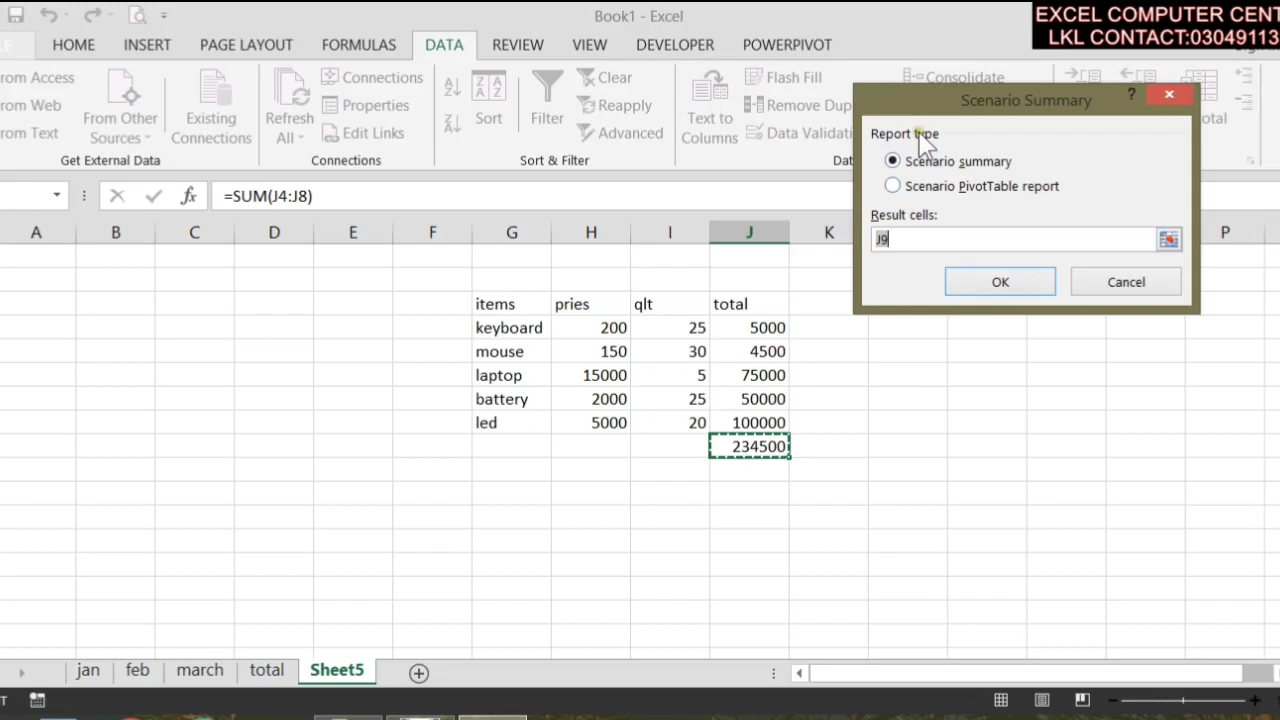 Book1 - Excel
EXCEL COMPUTER CENT
LKL CONTACT:03049113
HOME INSERT PAGE LAYOUT FORMULAS DATA REVIEW VIEW DEVELOPER POWERPIVOT
From Access
From Web
From Text
From Other
Sources
Existing
Connections
Get External Data
Refresh
All
Connections
Properties
Edit Links
Connections
Sort
Filter
Clear
Reapply
Advanced
Sort & Filter
Text to
Columns
Flash Fill
Remove Dup
Data Validati
Consolidate
Scenario Summary
?
Report type
Scenario summary
Scenario PivotTable report
Result cells:
J9
OK Cancel
fx =SUM(J4:J8)
A B C D E F G H I J K P
items pries qlt total
keyboard 200 25 5000
mouse 150 30 4500
laptop 15000 5 75000
battery 2000 25 50000
led 5000 20 100000
234500
jan feb march total Sheet5